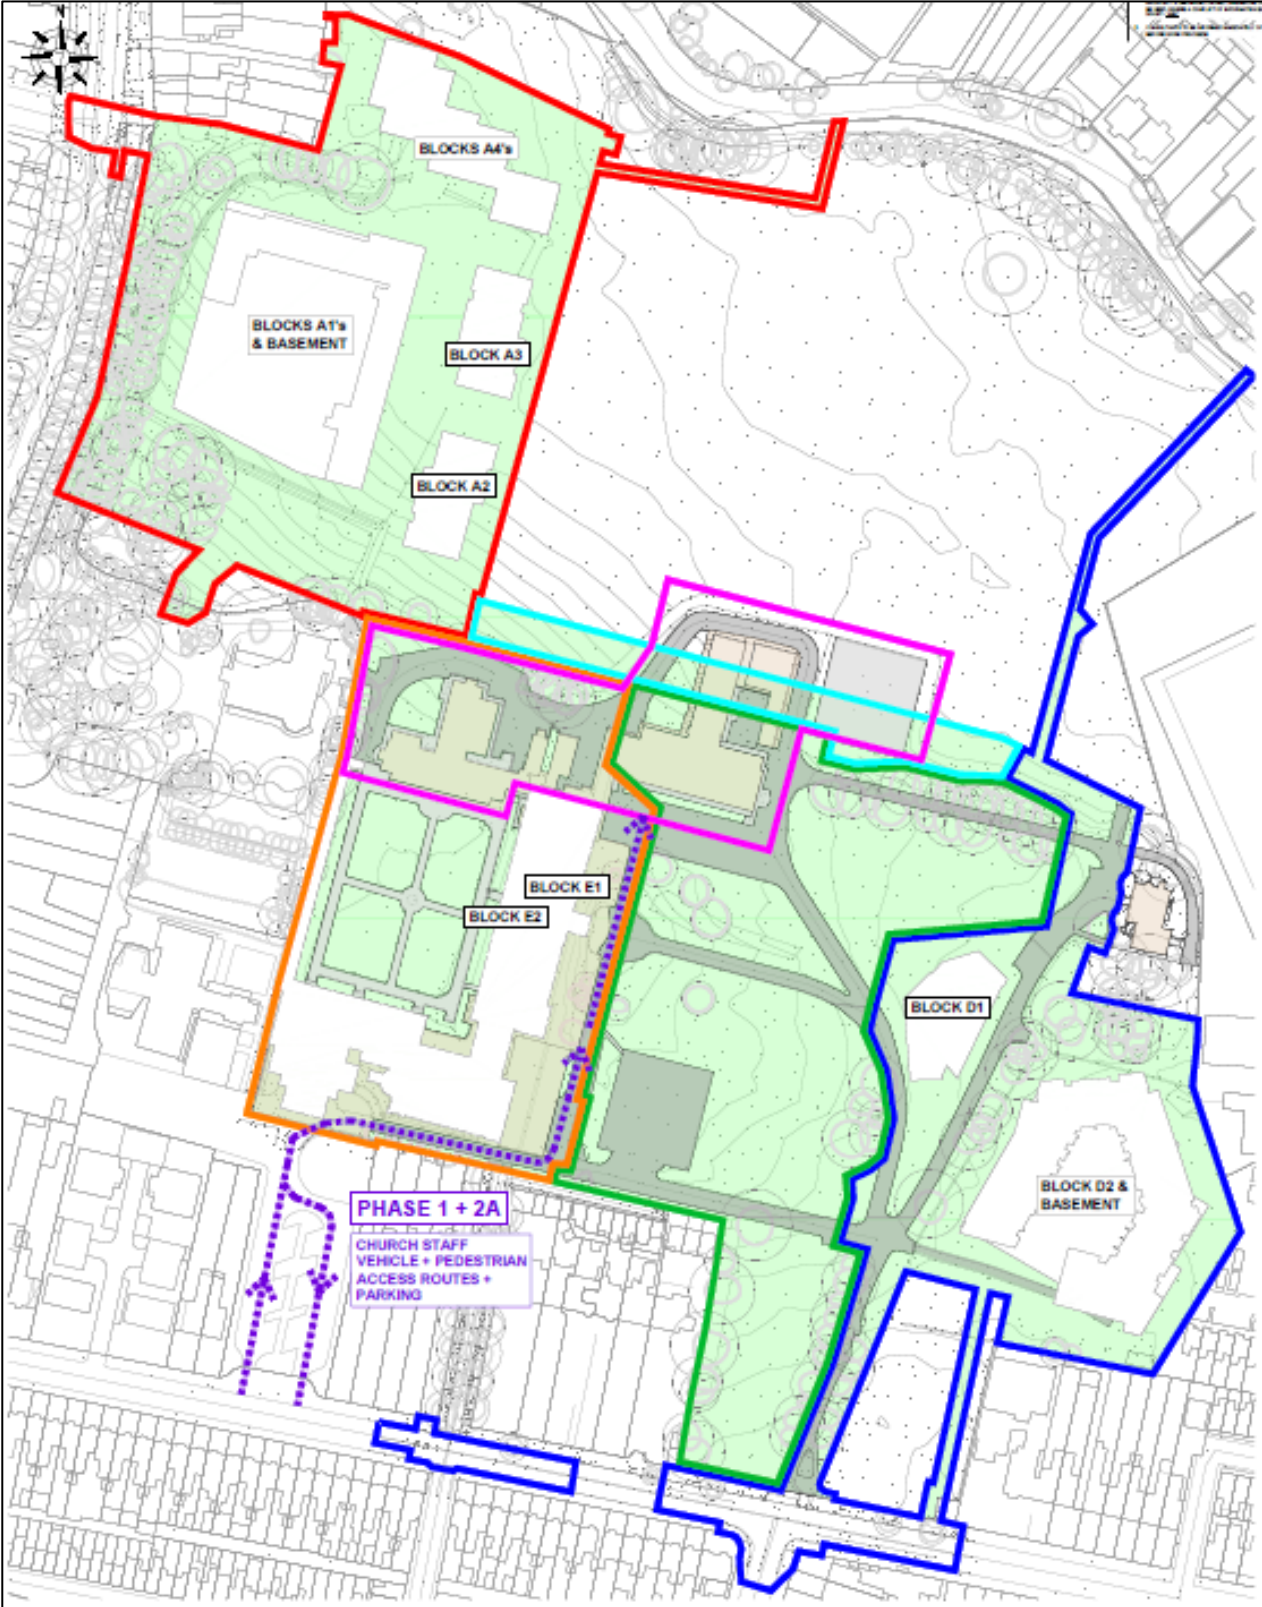 N
BLOCKS A4's
BLOCKS A1's
& BASEMENT
BLOCK A3
BLOCK A2
BLOCK E1
BLOCK E2
BLOCK D1
BLOCK D2 &
BASEMENT
PHASE 1 + 2A
CHURCH STAFF
VEHICLE + PEDESTRIAN
ACCESS ROUTES +
PARKING